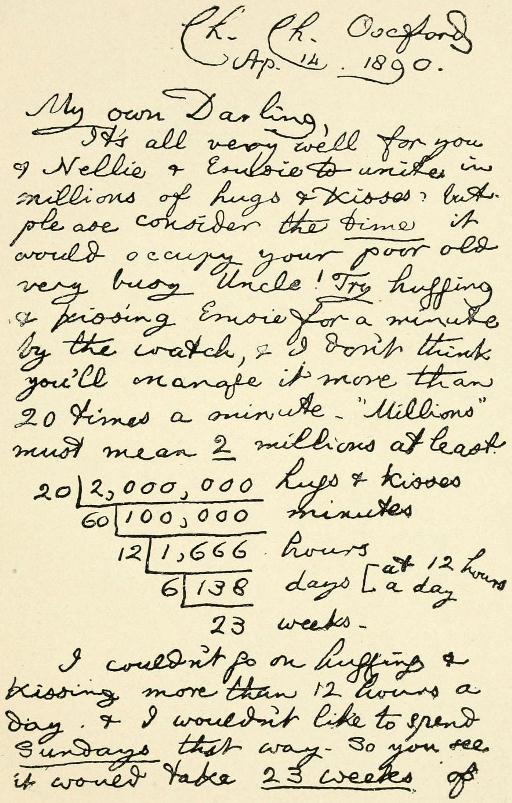 Ch. Ch. Oxford
Ap. 14. 1890.
My own Darling,
It's all very well for you
& Nellie & Emsie to unite in
millions of hugs & kisses: but
please consider the time it
would occupy your poor old
very busy Uncle! Try hugging
& kissing Emsie for a minute
by the watch, & I don't think
you'll manage it more than
20 times a minute. "Millions"
must mean 2 millions at least.
20 | 2,000,000 hugs & kisses
60 | 100,000 minutes
12 | 1,666 hours
6 | 138 days [at 12 hours
a day
23 weeks.
I couldn't go on hugging &
kissing more than 12 hours a
day: & I wouldn't like to spend
Sundays that way. So you see
it would take 23 weeks of